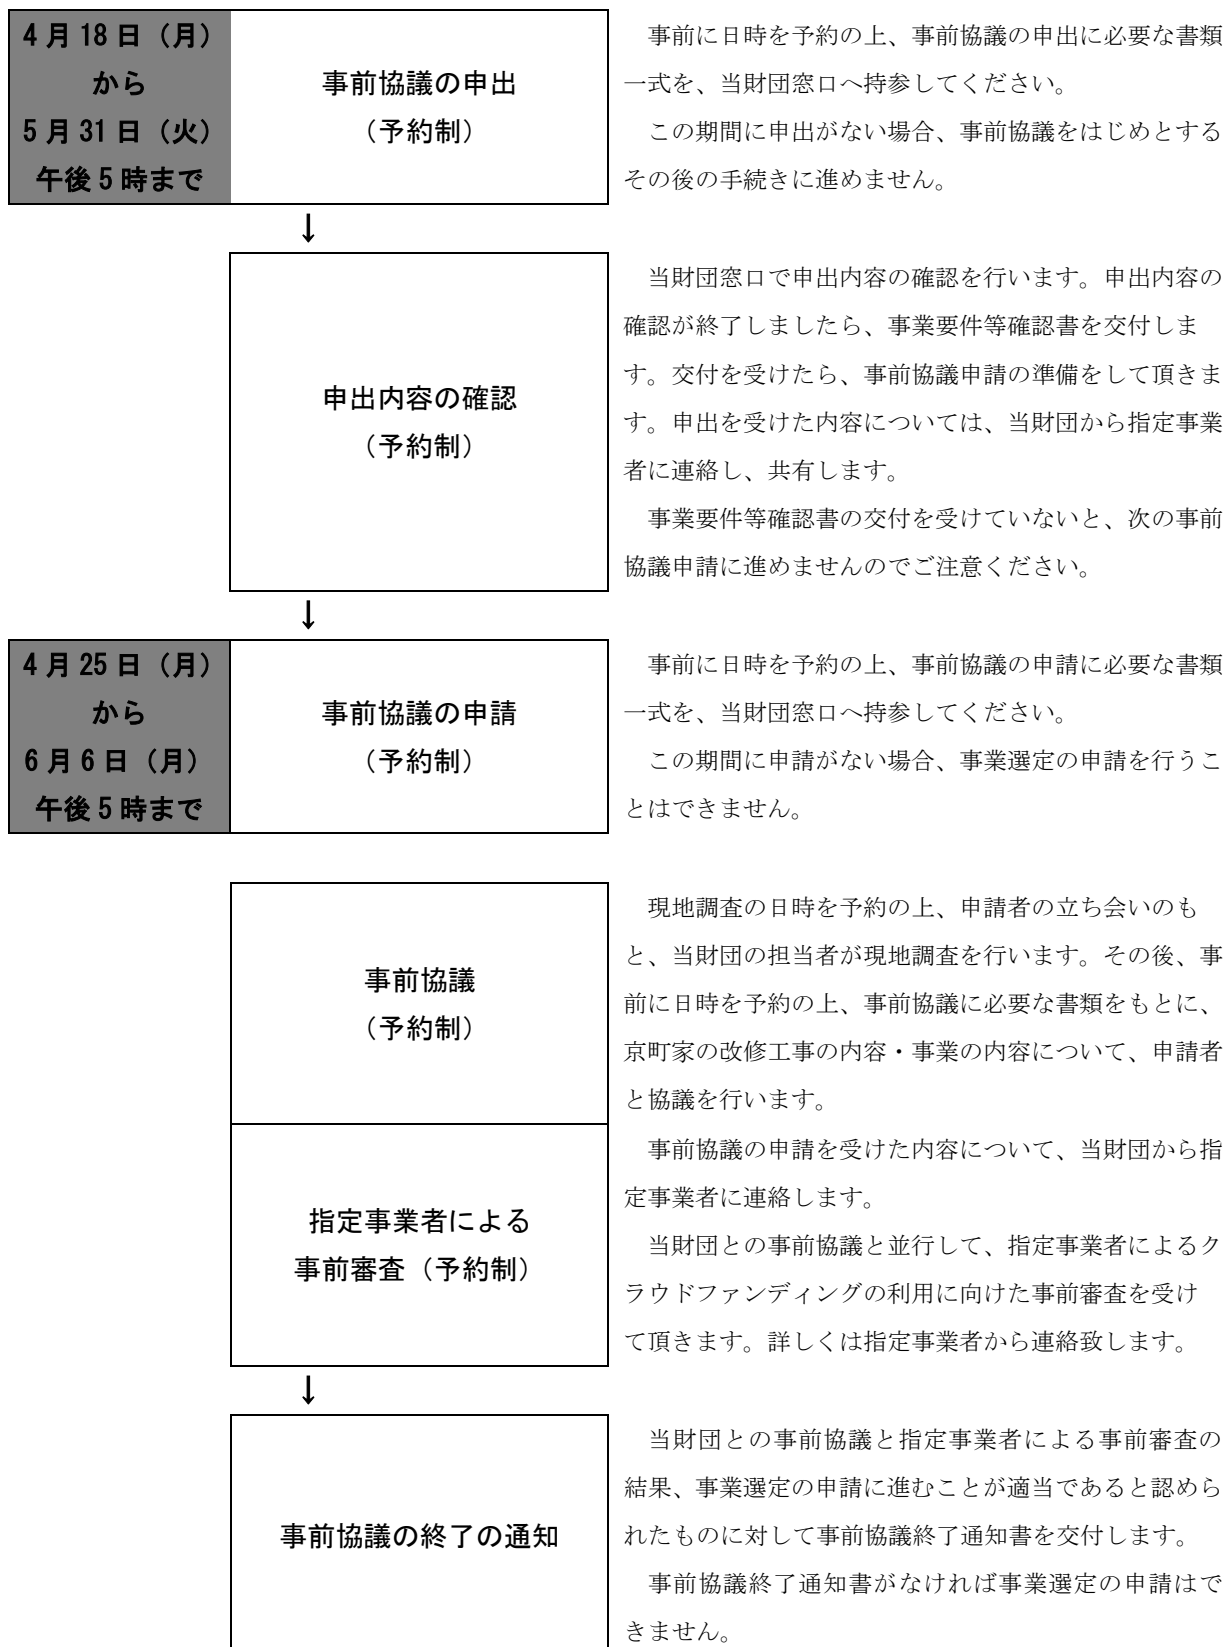 4月18日（月）
から
5月31日（火）
午後5時まで
事前協議の申出
（予約制）
事前に日時を予約の上、事前協議の申出に必要な書類
一式を、当財団窓口へ持参してください。
この期間に申出がない場合、事前協議をはじめとする
その後の手続きに進めません。
↓
申出内容の確認
（予約制）
当財団窓口で申出内容の確認を行います。申出内容の
確認が終了しましたら、事業要件等確認書を交付しま
す。交付を受けたら、事前協議申請の準備をして頂きま
す。申出を受けた内容については、当財団から指定事業
者に連絡し、共有します。
事業要件等確認書の交付を受けていないと、次の事前
協議申請に進めませんのでご注意ください。
↓
4月25日（月）
から
6月6日（月）
午後5時まで
事前協議の申請
（予約制）
事前に日時を予約の上、事前協議の申請に必要な書類
一式を、当財団窓口へ持参してください。
この期間に申請がない場合、事業選定の申請を行うこ
とはできません。
事前協議
（予約制）
現地調査の日時を予約の上、申請者の立ち会いのも
と、当財団の担当者が現地調査を行います。その後、事
前に日時を予約の上、事前協議に必要な書類をもとに、
京町家の改修工事の内容・事業の内容について、申請者
と協議を行います。
指定事業者による
事前審査（予約制）
事前協議の申請を受けた内容について、当財団から指
定事業者に連絡します。
当財団との事前協議と並行して、指定事業者によるク
ラウドファンディングの利用に向けた事前審査を受け
て頂きます。詳しくは指定事業者から連絡致します。
↓
事前協議の終了の通知
当財団との事前協議と指定事業者による事前審査の
結果、事業選定の申請に進むことが適当であると認めら
れたものに対して事前協議終了通知書を交付します。
事前協議終了通知書がなければ事業選定の申請はで
きません。